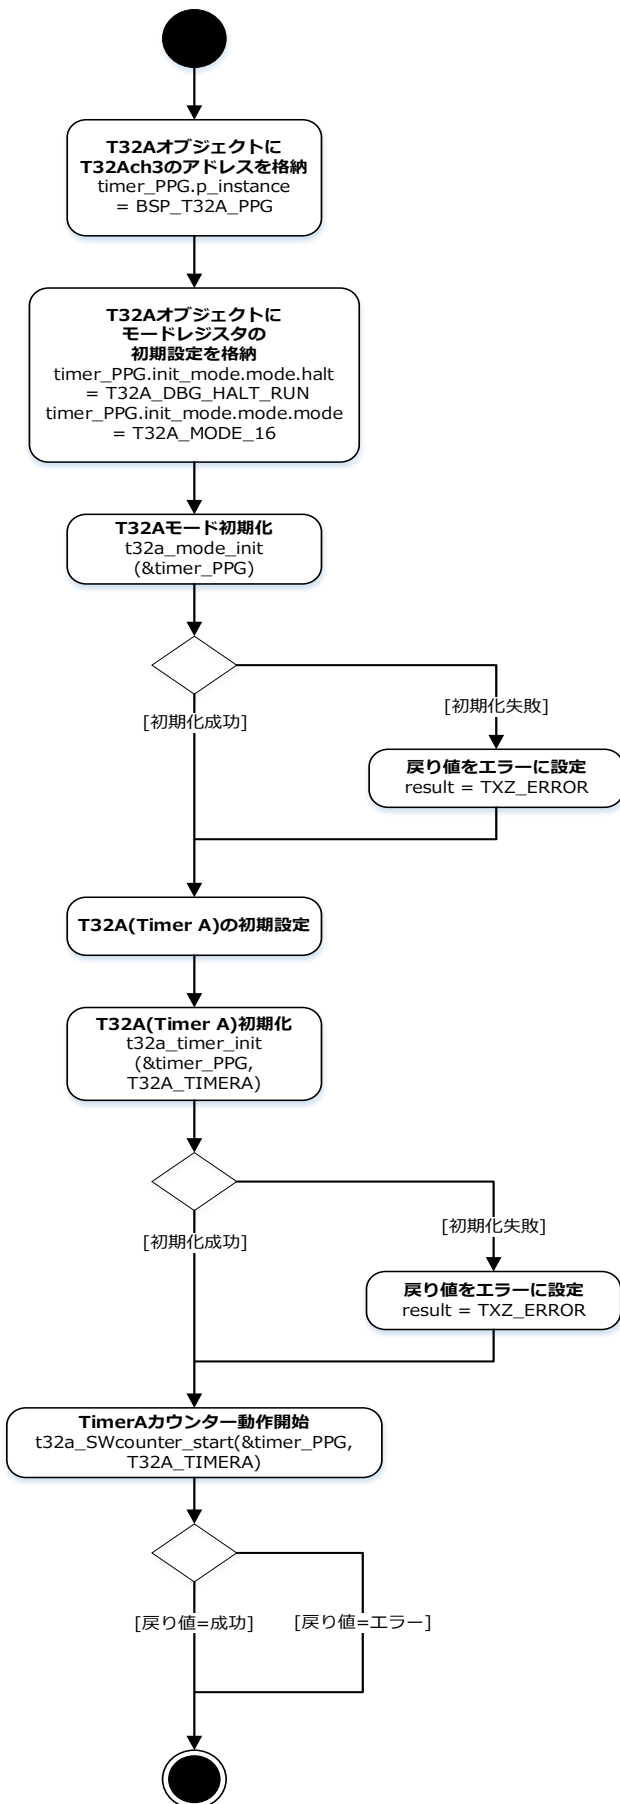 T32Aオブジェクトに
T32Ach3のアドレスを格納
timer_PPG.p_instance
= BSP_T32A_PPG
T32Aオブジェクトに
モードレジスタの
初期設定を格納
timer_PPG.init_mode.mode.halt
= T32A_DBG_HALT_RUN
timer_PPG.init_mode.mode.mode
= T32A_MODE_16
T32Aモード初期化
t32a_mode_init
(&timer_PPG)
[初期化失敗]
[初期化成功]
戻り値をエラーに設定
result = TXZ_ERROR
T32A(Timer A)の初期設定
T32A(Timer A)初期化
t32a_timer_init
(&timer_PPG,
T32A_TIMERA)
[初期化失敗]
[初期化成功]
戻り値をエラーに設定
result = TXZ_ERROR
TimerAカウンター動作開始
t32a_SWcounter_start(&timer_PPG,
T32A_TIMERA)
[戻り値=成功]
[戻り値=エラー]